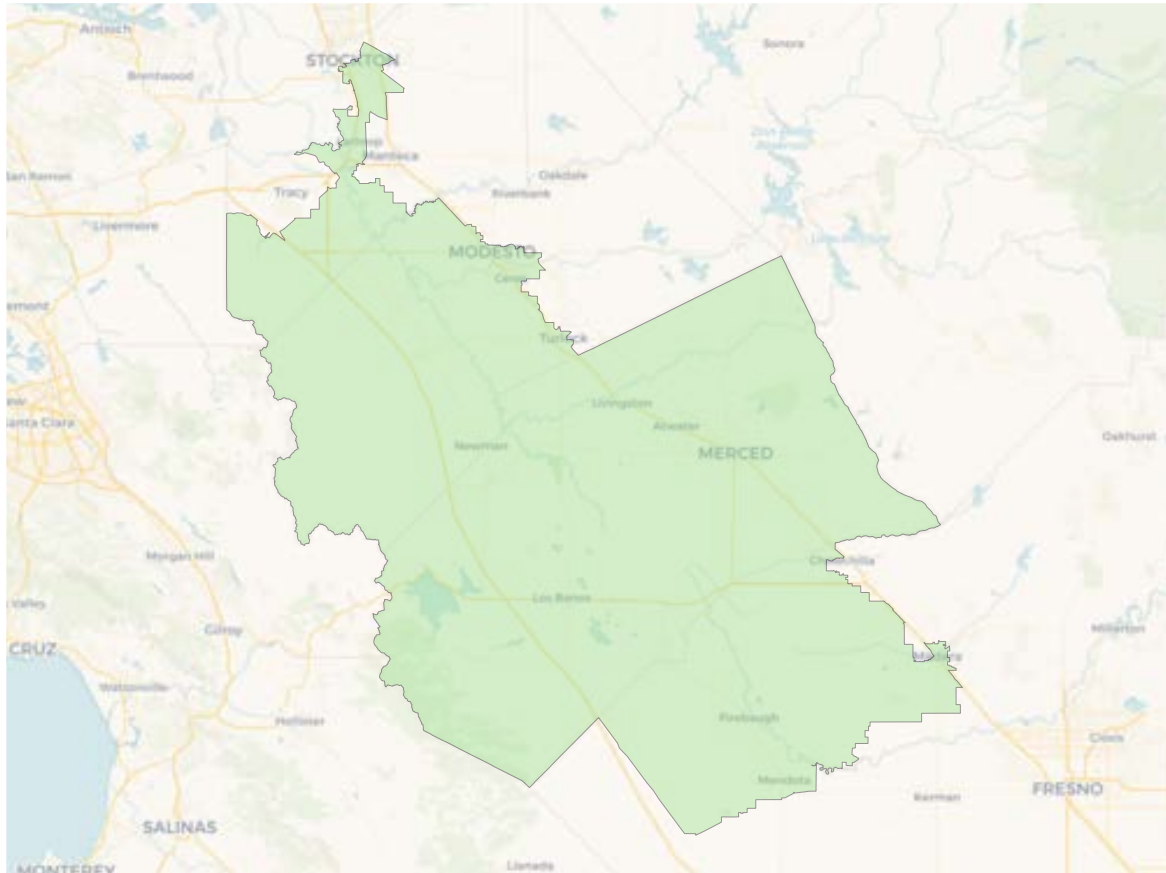 Antioch
STOCKTON
Sonora
Brentwood
Manteca
San Ramon
Tracy
Oakdale
Riverbank
Livermore
MODESTO
Ceres
Turlock
Livingston
Atwater
Santa Clara
Newman
MERCED
Oakhurst
Morgan Hill
Chowchilla
Los Banos
Valley
Gilroy
Millerton
CRUZ
Madera
Watsonville
Hollister
Firebaugh
Clovis
Mendota
FRESNO
Kerman
SALINAS
Llanada
MONTEREY